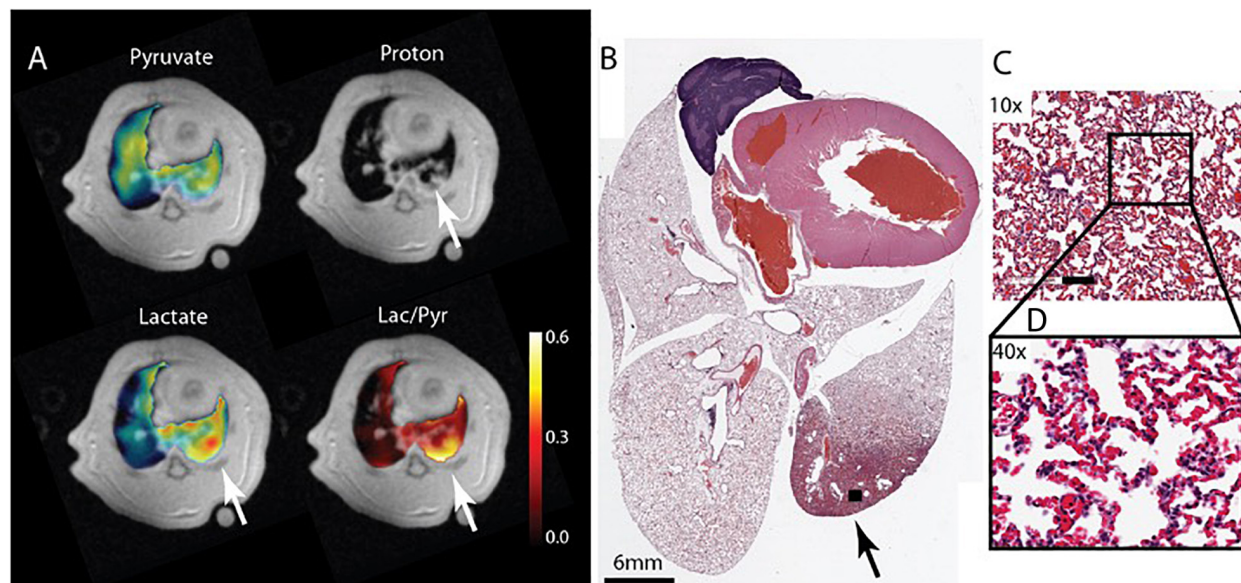 A
Pyruvate
Proton
Lactate
Lac/Pyr
0.6
0.3
0.0
B
6mm
C
10x
D
40x